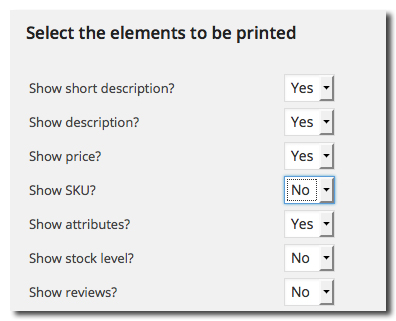 Select the elements to be printed
Show short description? Yes
Show description? Yes
Show price? Yes
Show SKU? No
Show attributes? Yes
Show stock level? No
Show reviews? No